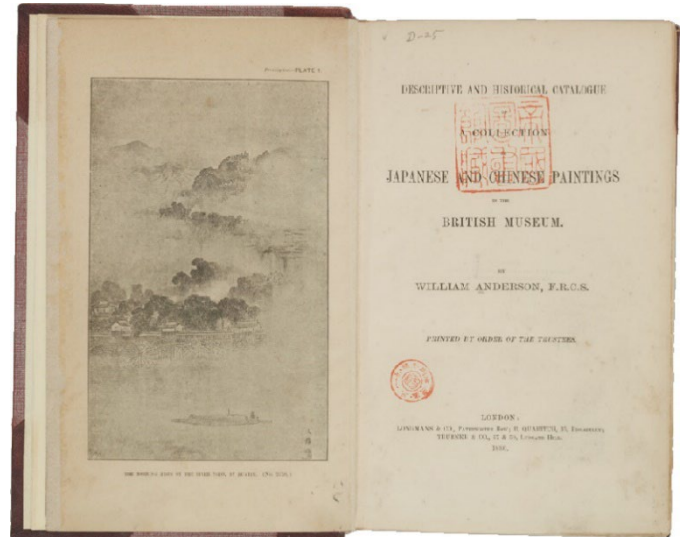 PLATE
D-25
DESCRIPTIVE AND HISTORICAL CATALOGUE
A COLLECTION
JAPANESE AND CHINESE PAINTINGS
IN THE
BRITISH MUSEUM.
BY
WILLIAM ANDERSON, F.R.C.S.
PRINTED BY ORDER OF THE TRUSTEES.
LONDON:
LONGMANS & CO., PATERNOSTER ROW; B. QUARITCH, 15, PICCADILLY;
TRÜBNER & CO., 57 & 59, LUDGATE HILL.
1886.